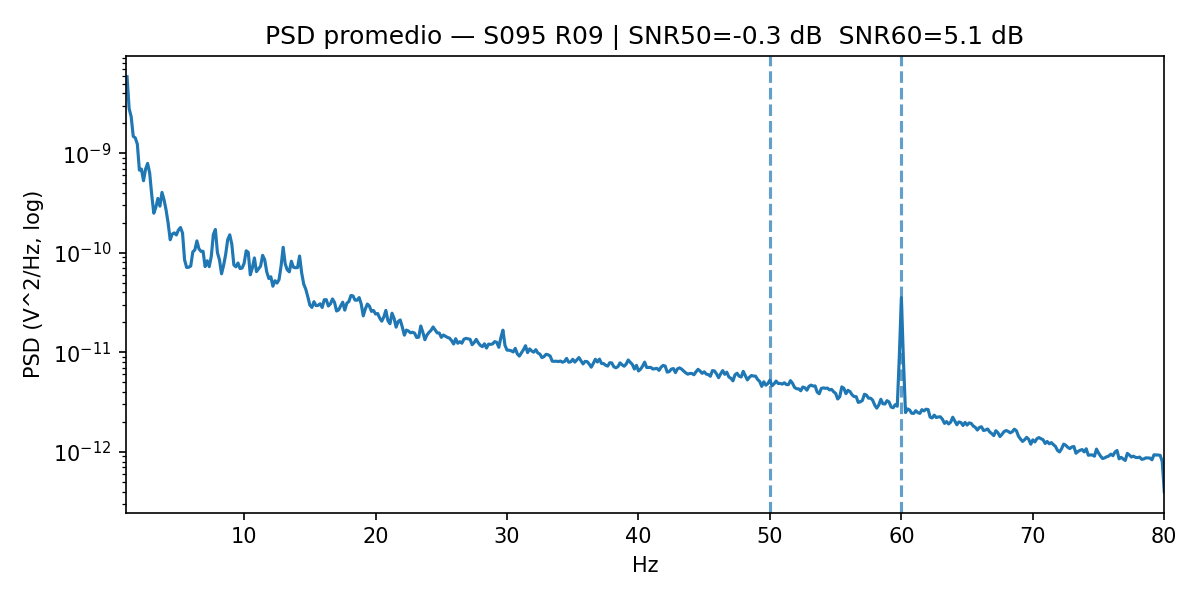 PSD promedio — S095 R09 | SNR50=-0.3 dB  SNR60=5.1 dB
PSD (V^2/Hz, log)
10⁻⁹
10⁻¹⁰
10⁻¹¹
10⁻¹²
10 20 30 40 50 60 70 80
Hz